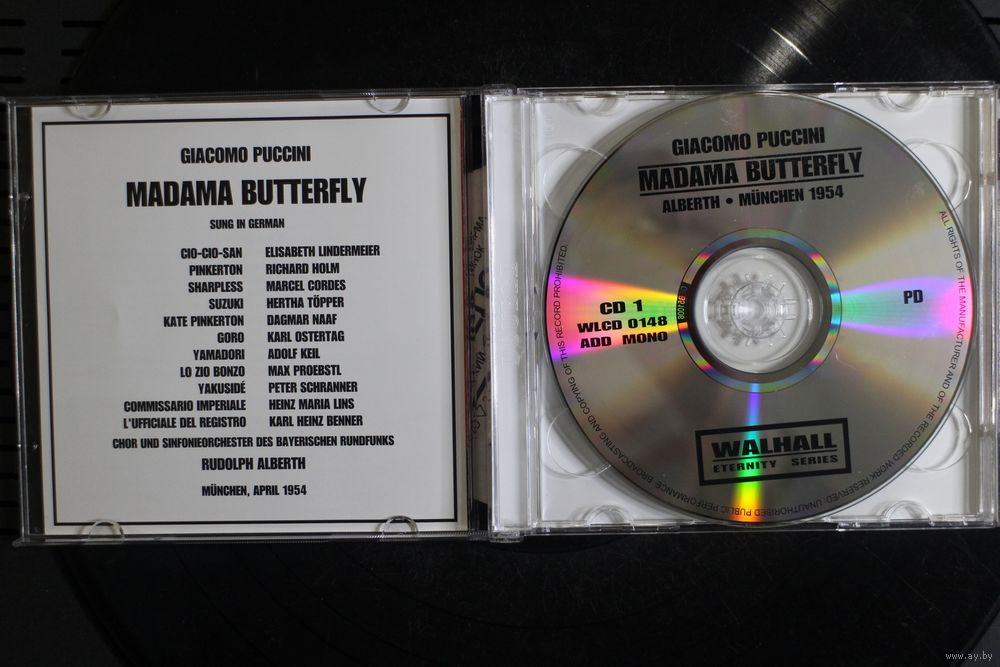 GIACOMO PUCCINI
MADAMA BUTTERFLY
SUNG IN GERMAN
CIO-CIO-SAN ELISABETH LINDERMEIER
PINKERTON RICHARD HOLM
SHARPLESS MARCEL CORDES
SUZUKI HERTHA TÖPPER
KATE PINKERTON DAGMAR NAAF
GORO KARL OSTERTAG
YAMADORI ADOLF KEIL
LO ZIO BONZO MAX PROEBSTL
YAKUSIDÉ PETER SCHRANNER
COMMISSARIO IMPERIALE HEINZ MARIA LINS
L'UFFICIALE DEL REGISTRO KARL HEINZ BENNER
CHOR UND SINFONIEORCHESTER DES BAYERISCHEN RUNDFUNKS
RUDOLPH ALBERTH
MÜNCHEN, APRIL 1954
GIACOMO PUCCINI
MADAMA BUTTERFLY
ALBERTH • MÜNCHEN 1954
CD 1
WLCD 0148
ADD MONO
PD
WALHALL
ETERNITY SERIES
ALL RIGHTS OF THE MANUFACTURER AND OF THE RECORDED WORK RESERVED. UNAUTHORISED PUBLIC PERFORMANCE, BROADCASTING AND COPYING OF THIS RECORD PROHIBITED.
www.ay.by